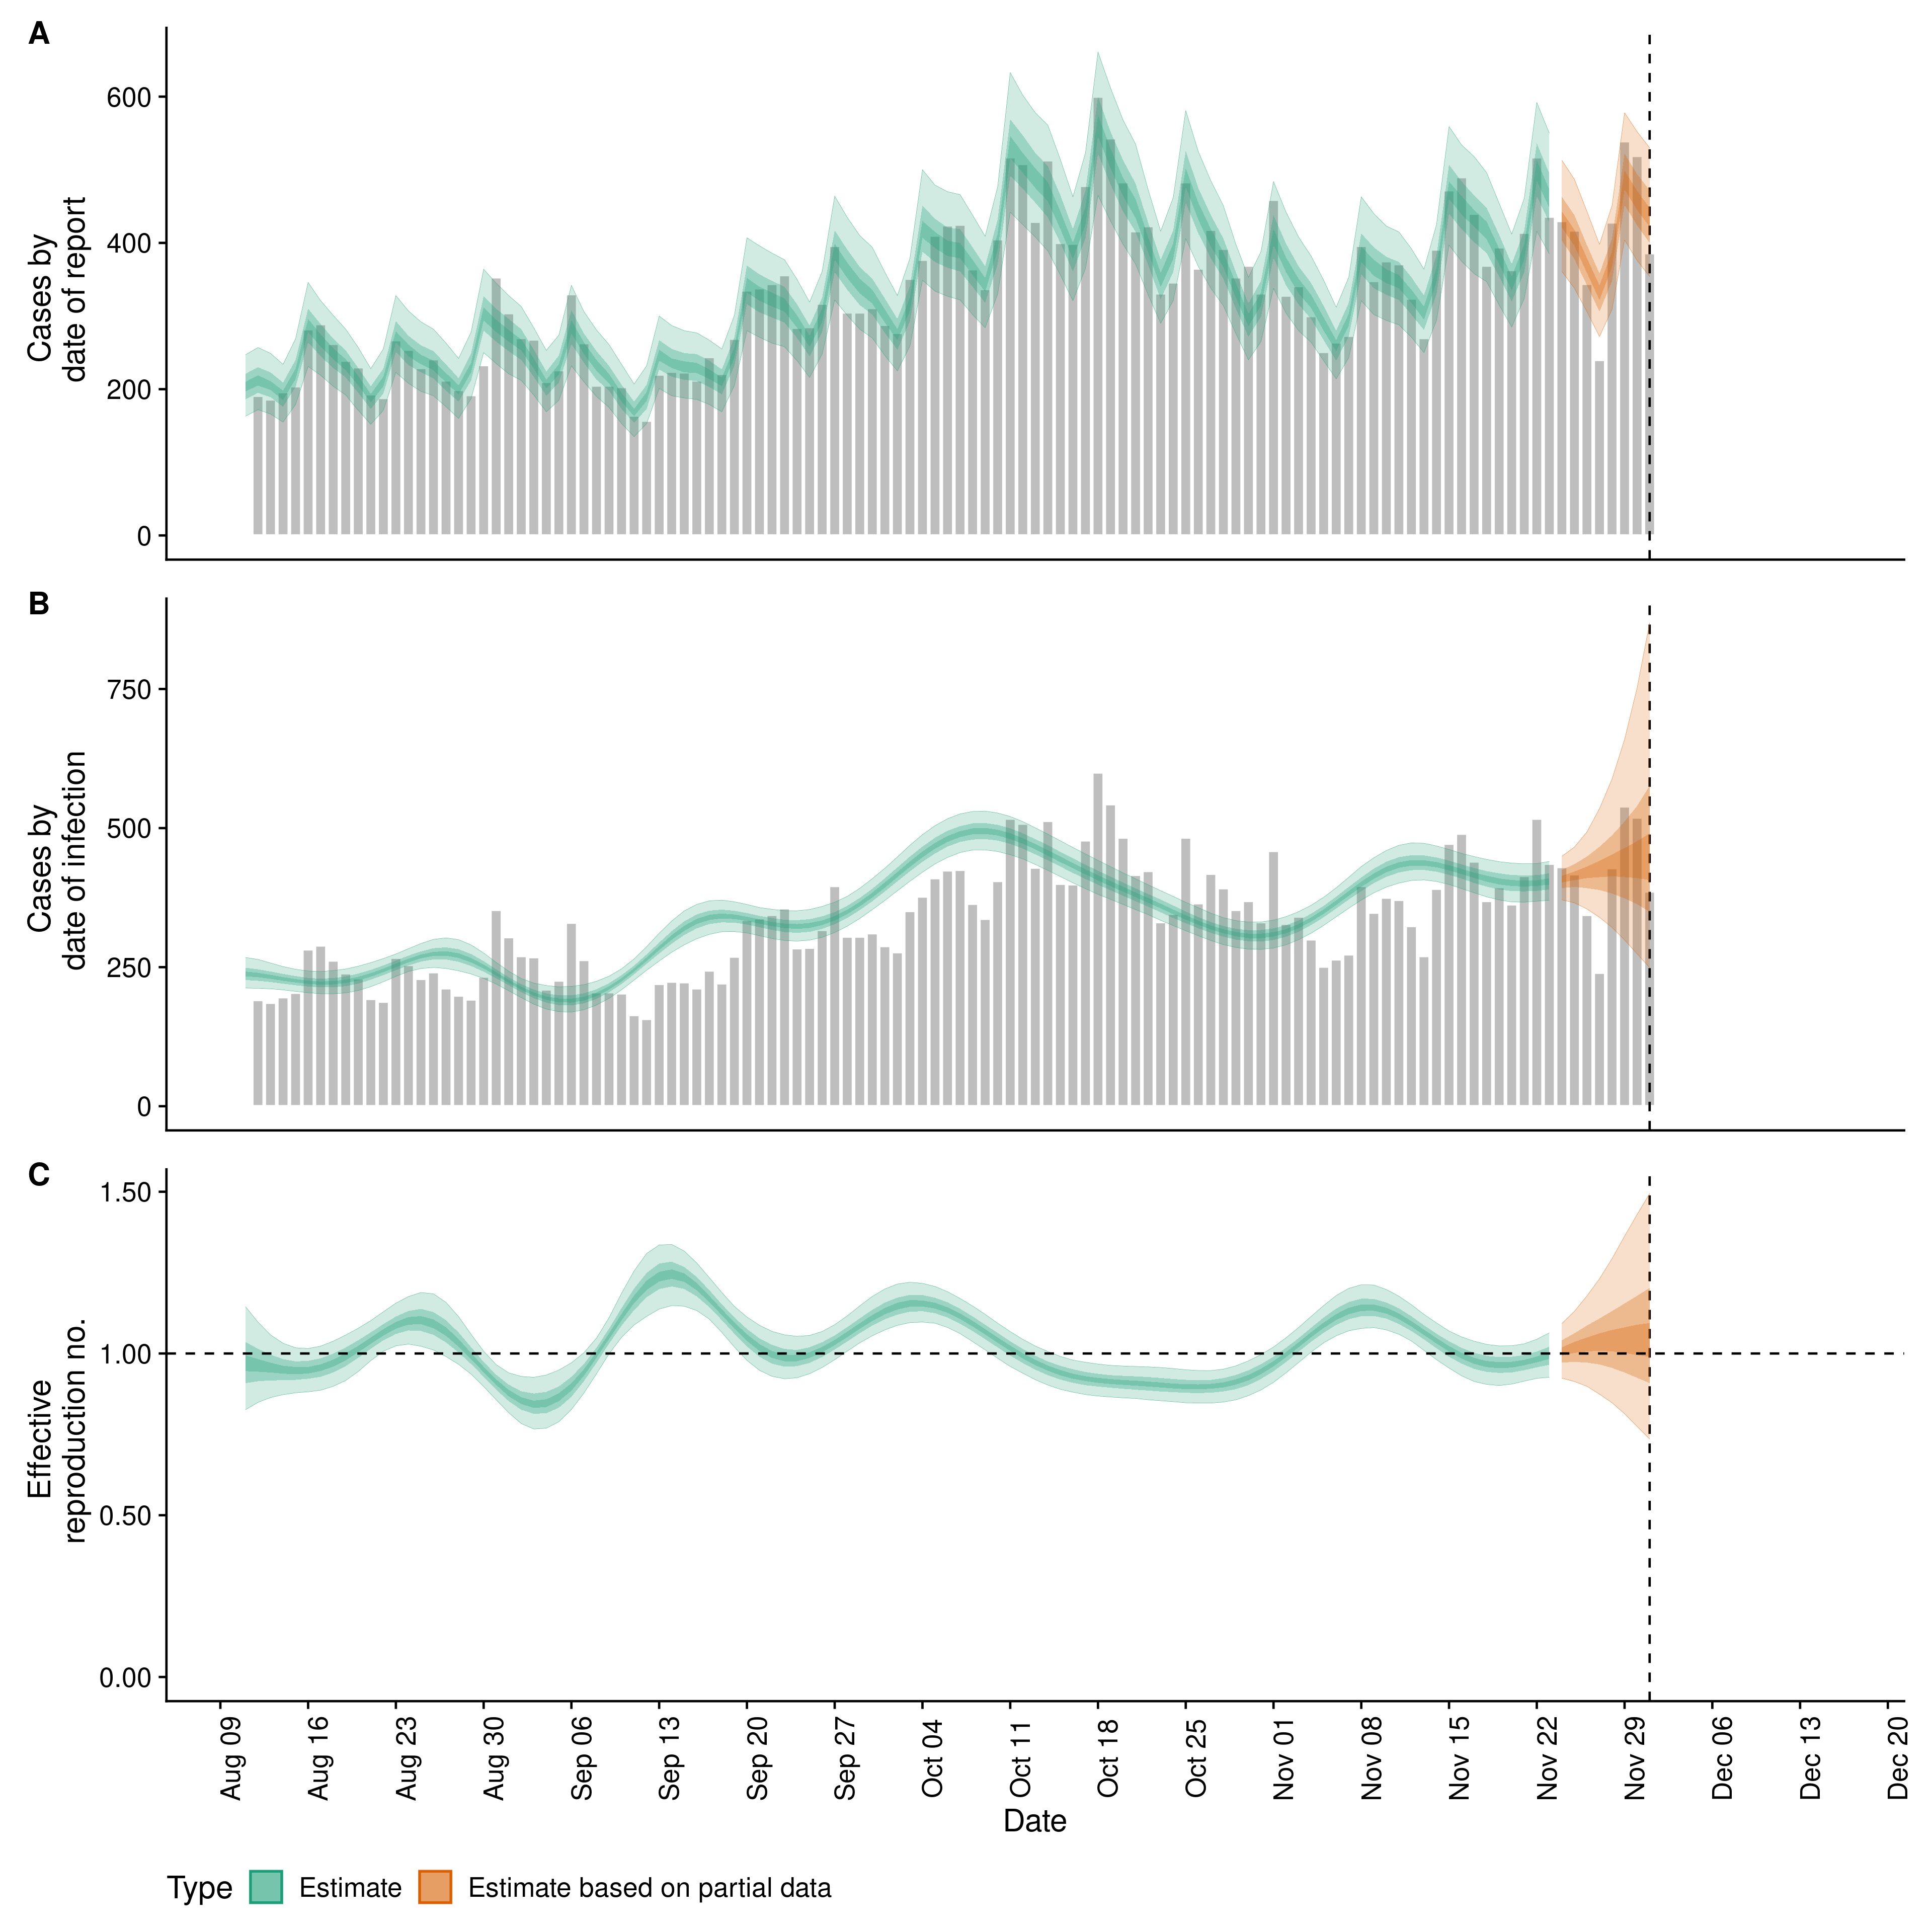 A
600
400
200
0
Cases by
date of report
B
750
500
250
0
Cases by
date of infection
C
1.50
1.00
0.50
0.00
Effective
reproduction no.
Aug 09
Aug 16
Aug 23
Aug 30
Sep 06
Sep 13
Sep 20
Sep 27
Oct 04
Oct 11
Oct 18
Oct 25
Nov 01
Nov 08
Nov 15
Nov 22
Nov 29
Dec 06
Dec 13
Dec 20
Date
Type Estimate Estimate based on partial data